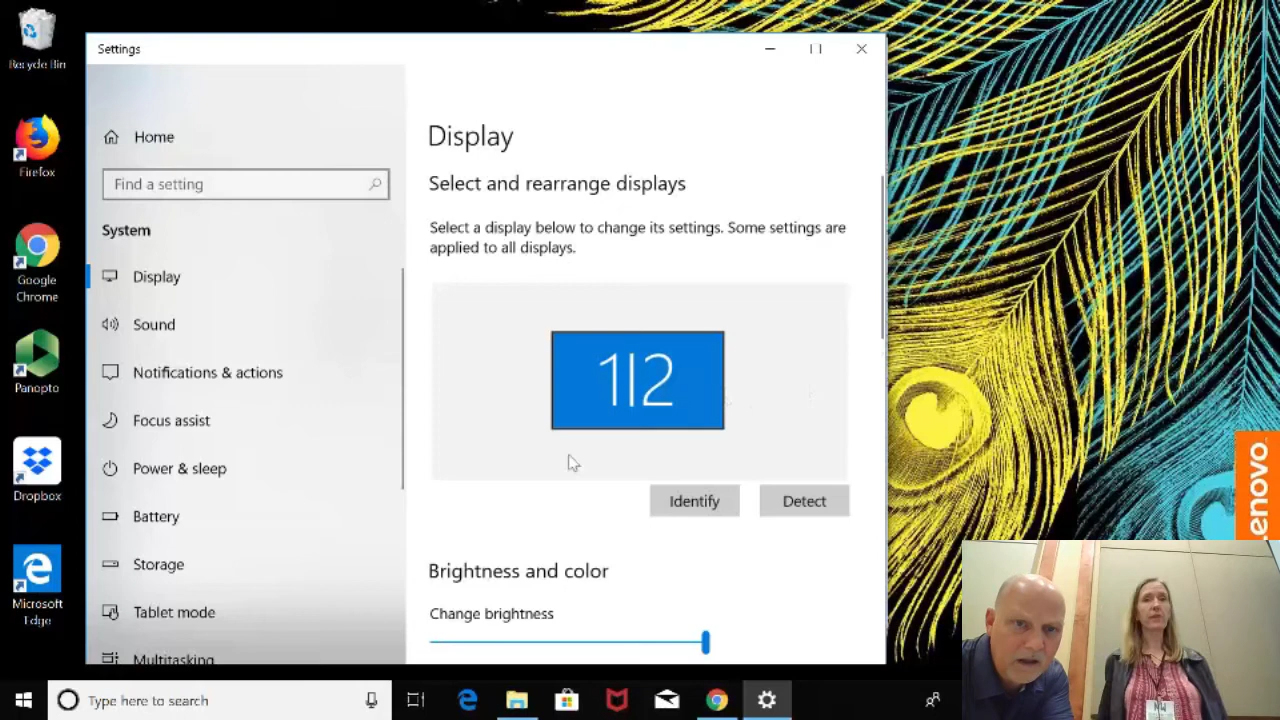 Recycle Bin
Firefox
Google
Chrome
Panopto
Dropbox
Microsoft
Edge
Settings
Home
Find a setting
System
Display
Sound
Notifications & actions
Focus assist
Power & sleep
Battery
Storage
Tablet mode
Multitasking
Display
Select and rearrange displays
Select a display below to change its settings. Some settings are
applied to all displays.
1|2
Identify
Detect
Brightness and color
Change brightness
enovo
Type here to search